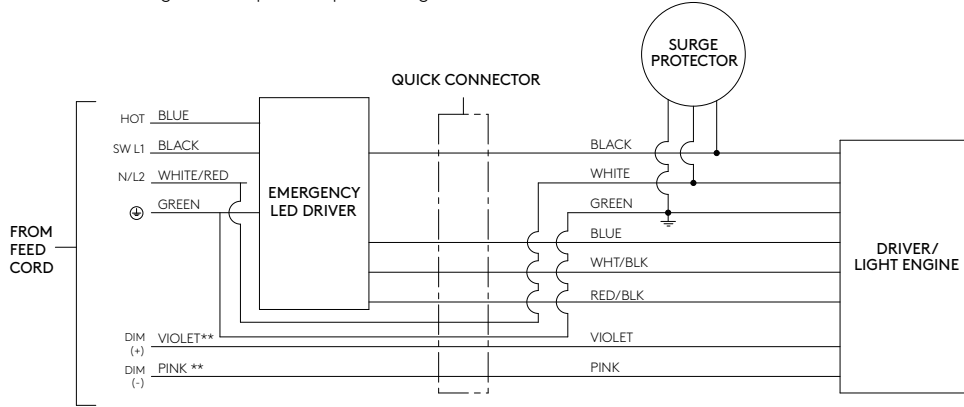 SURGE
PROTECTOR
QUICK CONNECTOR
HOT BLUE
SW L1 BLACK
N/L2 WHITE/RED
GREEN
FROM
FEED
CORD
EMERGENCY
LED DRIVER
BLACK
WHITE
GREEN
BLUE
WHT/BLK
RED/BLK
DRIVER/
LIGHT ENGINE
DIM
(+)
VIOLET**
VIOLET
DIM
(-)
PINK **
PINK